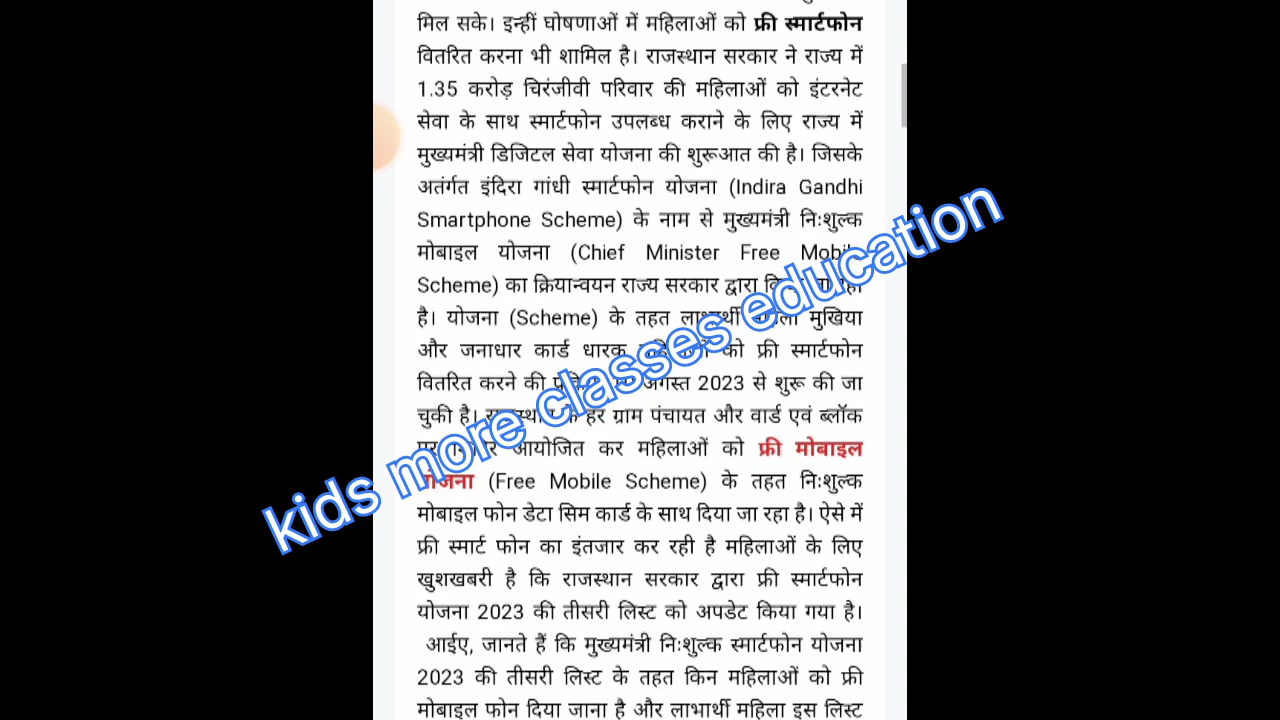 मिल सके। इन्हीं घोषणाओं में महिलाओं को फ्री स्मार्टफोन
वितरित करना भी शामिल है। राजस्थान सरकार ने राज्य में
1.35 करोड़ चिरंजीवी परिवार की महिलाओं को इंटरनेट
सेवा के साथ स्मार्टफोन उपलब्ध कराने के लिए राज्य में
मुख्यमंत्री डिजिटल सेवा योजना की शुरूआत की है। जिसके
अतंर्गत इंदिरा गांधी स्मार्टफोन योजना (Indira Gandhi
Smartphone Scheme) के नाम से मुख्यमंत्री निःशुल्क
मोबाइल योजना (Chief Minister Free Mobile
Scheme) का क्रियान्वयन राज्य सरकार द्वारा
है। योजना (Scheme) के तहत लाभार्थी मुखिया
और जनाधार कार्ड धारक को फ्री स्मार्टफोन
वितरित करने की अगस्त 2023 से शुरू की जा
चुकी है। के हर ग्राम पंचायत और वार्ड एवं ब्लॉक
आयोजित कर महिलाओं को फ्री मोबाइल
योजना (Free Mobile Scheme) के तहत निःशुल्क
मोबाइल फोन डेटा सिम कार्ड के साथ दिया जा रहा है। ऐसे में
फ्री स्मार्ट फोन का इंतजार कर रही है महिलाओं के लिए
खुशखबरी है कि राजस्थान सरकार द्वारा फ्री स्मार्टफोन
योजना 2023 की तीसरी लिस्ट को अपडेट किया गया है।
आईए, जानते हैं कि मुख्यमंत्री निःशुल्क स्मार्टफोन योजना
2023 की तीसरी लिस्ट के तहत किन महिलाओं को फ्री
मोबाइल फोन दिया जाना है और लाभार्थी महिला इस लिस्ट
kids more classes education